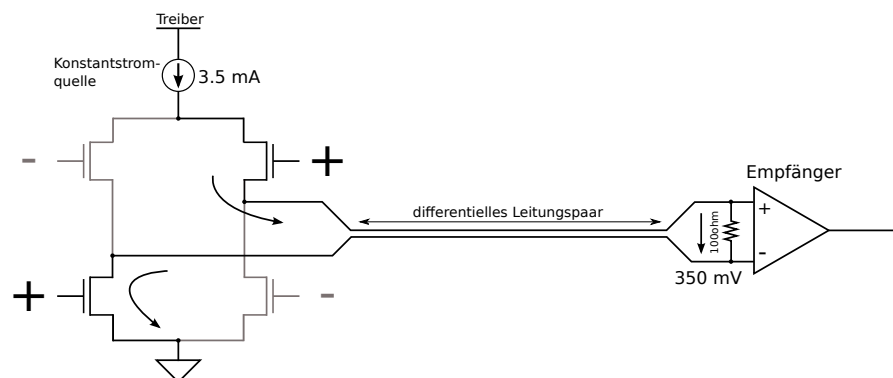 Treiber
Konstantstrom-
quelle
3.5 mA
-
+
Empfänger
differentielles Leitungspaar
100ohm
+
-
350 mV
+
-